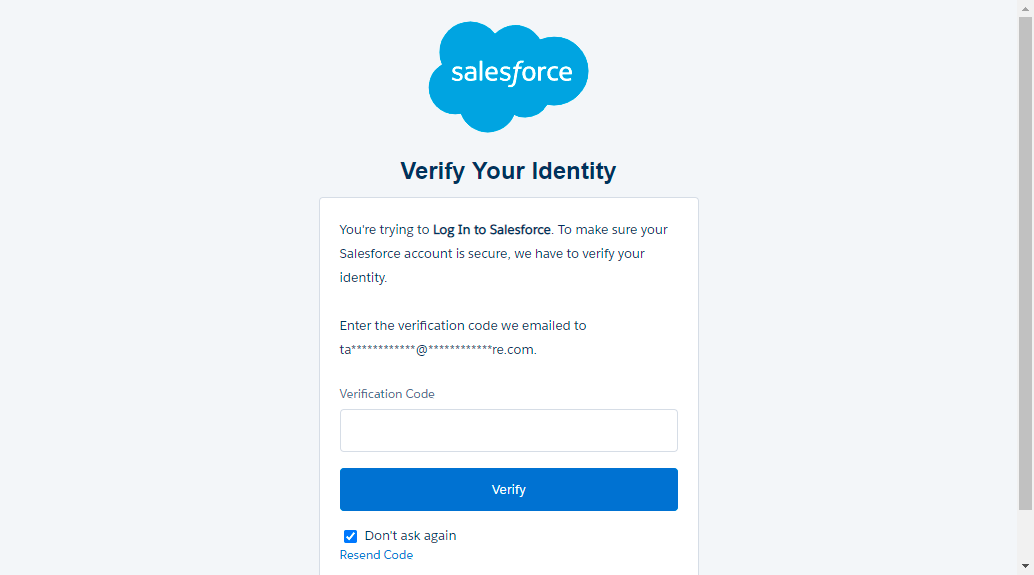 salesforce
Verify Your Identity
You're trying to Log In to Salesforce. To make sure your
Salesforce account is secure, we have to verify your
identity.
Enter the verification code we emailed to
ta************@************re.com.
Verification Code
Verify
Don't ask again
Resend Code